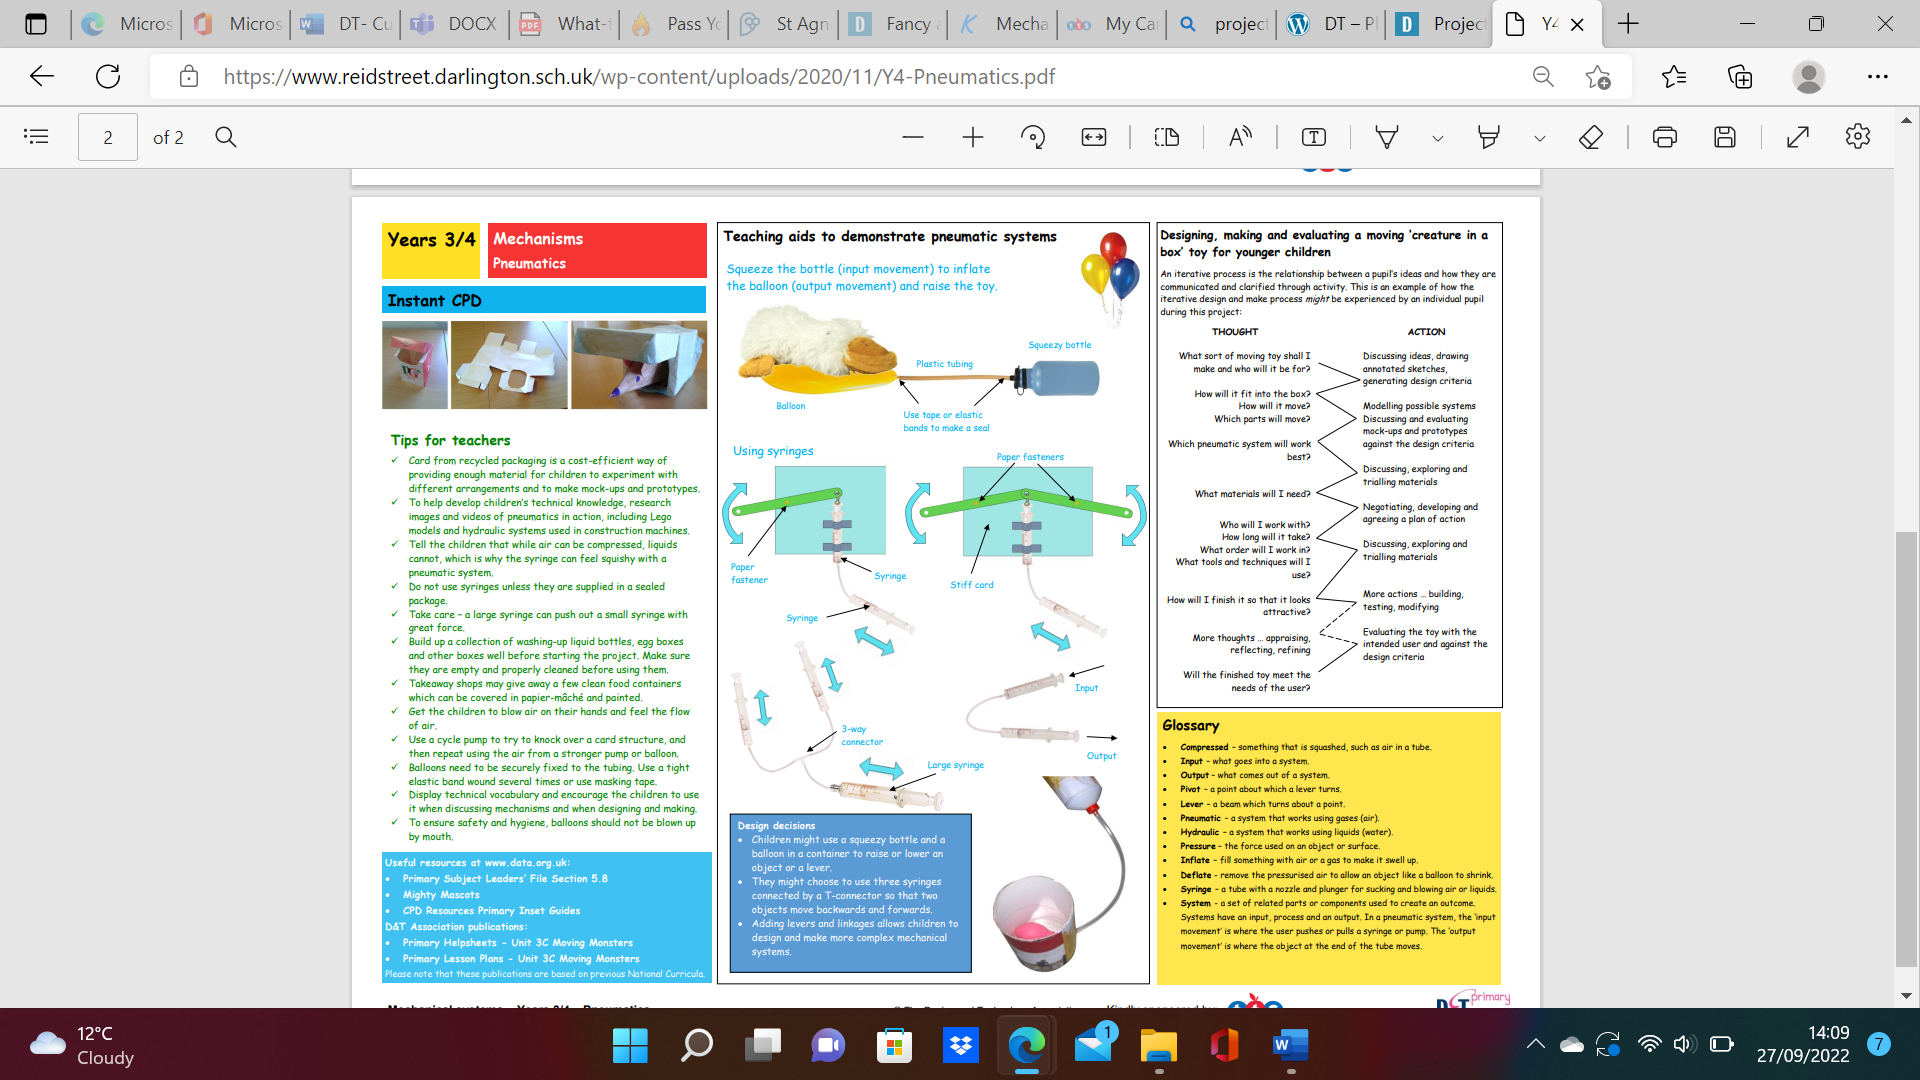 Micros
Micros
DT- Cu
DOCX
What-t
Pass Yo
St Agn
Fancy a
Mecha
My Car
project
DT – Pl
Project
Y4
https://www.reidstreet.darlington.sch.uk/wp-content/uploads/2020/11/Y4-Pneumatics.pdf
2 of 2
Years 3/4
Mechanisms
Pneumatics
Instant CPD
Tips for teachers
✓ Card from recycled packaging is a cost-efficient way of
providing enough material for children to experiment with
different arrangements and to make mock-ups and prototypes.
✓ To help develop children's technical knowledge, research
images and videos of pneumatics in action, including Lego
models and hydraulic systems used in construction machines.
✓ Tell the children that while air can be compressed, liquids
cannot, which is why the syringe can feel squishy with a
pneumatic system.
✓ Do not use syringes unless they are supplied in a sealed
package.
✓ Take care – a large syringe can push out a small syringe with
great force.
✓ Build up a collection of washing-up liquid bottles, egg boxes
and other boxes well before starting the project. Make sure
they are empty and properly cleaned before using them.
✓ Takeaway shops may give away a few clean food containers
which can be covered in papier-mâché and painted.
✓ Get the children to blow air on their hands and feel the flow
of air.
✓ Use a cycle pump to try to knock over a card structure, and
then repeat using the air from a stronger pump or balloon.
✓ Balloons need to be securely fixed to the tubing. Use a tight
elastic band wound several times or use masking tape.
✓ Display technical vocabulary and encourage the children to use
it when discussing mechanisms and when designing and making.
✓ To ensure safety and hygiene, balloons should not be blown up
by mouth.
Useful resources at www.data.org.uk:
• Primary Subject Leaders' File Section 5.8
• Mighty Mascots
• CPD Resources Primary Inset Guides
D&T Association publications:
• Primary Helpsheets – Unit 3C Moving Monsters
• Primary Lesson Plans - Unit 3C Moving Monsters
Please note that these publications are based on previous National Curricula.
Teaching aids to demonstrate pneumatic systems
Squeeze the bottle (input movement) to inflate
the balloon (output movement) and raise the toy.
Squeezy bottle
Plastic tubing
Balloon
Use tape or elastic
bands to make a seal
Using syringes
Paper fasteners
Paper
fastener
Syringe
Stiff card
Syringe
Input
3-way
connector
Output
Large syringe
Design decisions
• Children might use a squeezy bottle and a
balloon in a container to raise or lower an
object or a lever.
• They might choose to use three syringes
connected by a T-connector so that two
objects move backwards and forwards.
• Adding levers and linkages allows children to
design and make more complex mechanical
systems.
Designing, making and evaluating a moving 'creature in a
box' toy for younger children
An iterative process is the relationship between a pupil's ideas and how they are
communicated and clarified through activity. This is an example of how the
iterative design and make process might be experienced by an individual pupil
during this project:
THOUGHT
What sort of moving toy shall I
make and who will it be for?
How will it fit into the box?
How will it move?
Which parts will move?
Which pneumatic system will work
best?
What materials will I need?
Who will I work with?
How long will it take?
What order will I work in?
What tools and techniques will I
use?
How will I finish it so that it looks
attractive?
More thoughts … appraising,
reflecting, refining
Will the finished toy meet the
needs of the user?
ACTION
Discussing ideas, drawing
annotated sketches,
generating design criteria
Modelling possible systems
Discussing and evaluating
mock-ups and prototypes
against the design criteria
Discussing, exploring and
trialling materials
Negotiating, developing and
agreeing a plan of action
Discussing, exploring and
trialling materials
More actions … building,
testing, modifying
Evaluating the toy with the
intended user and against the
design criteria
Glossary
• Compressed – something that is squashed, such as air in a tube.
• Input – what goes into a system.
• Output – what comes out of a system.
• Pivot – a point about which a lever turns.
• Lever – a beam which turns about a point.
• Pneumatic – a system that works using gases (air).
• Hydraulic – a system that works using liquids (water).
• Pressure – the force used on an object or surface.
• Inflate – fill something with air or a gas to make it swell up.
• Deflate – remove the pressurised air to allow an object like a balloon to shrink.
• Syringe – a tube with a nozzle and plunger for sucking and blowing air or liquids.
• System – a set of related parts or components used to create an outcome.
Systems have an input, process and an output. In a pneumatic system, the 'input
movement' is where the user pushes or pulls a syringe or pump. The 'output
movement' is where the object at the end of the tube moves.
D&T primary
12°C
Cloudy
1
14:09
27/09/2022
7